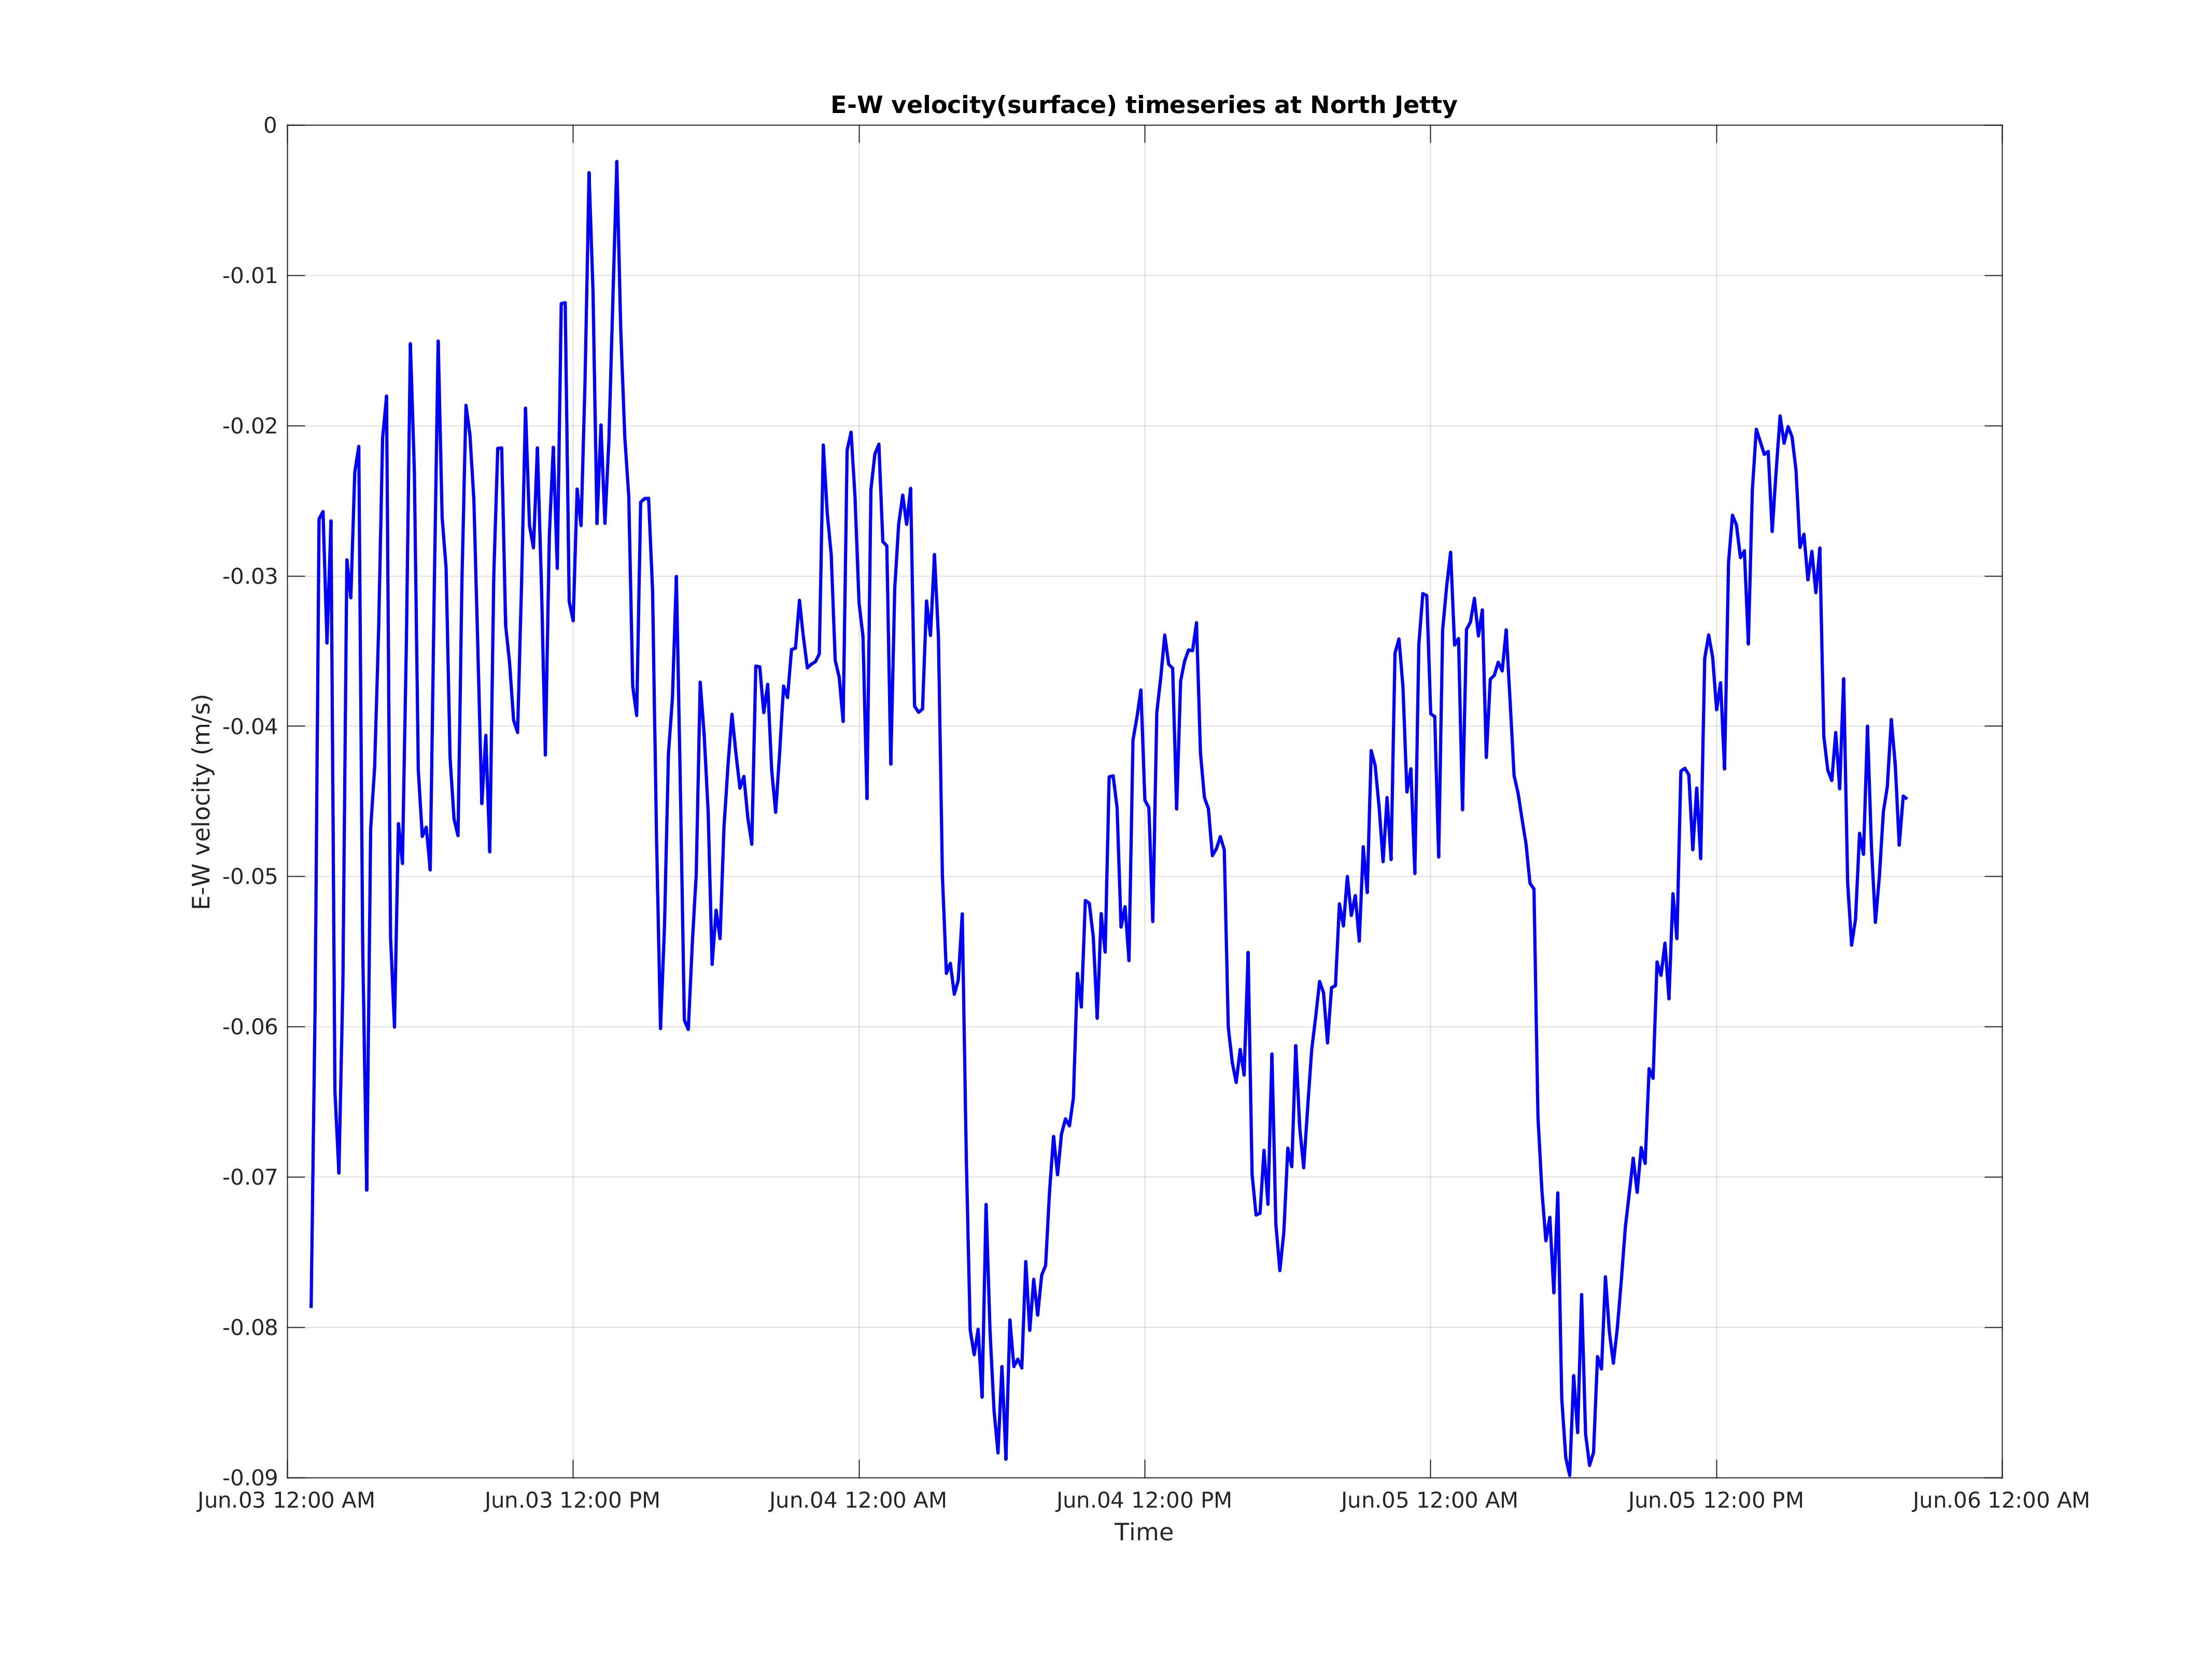 E-W velocity(surface) timeseries at North Jetty
0
-0.01
-0.02
-0.03
-0.04
-0.05
-0.06
-0.07
-0.08
-0.09
E-W velocity (m/s)
Jun.03 12:00 AM
Jun.03 12:00 PM
Jun.04 12:00 AM
Jun.04 12:00 PM
Jun.05 12:00 AM
Jun.05 12:00 PM
Jun.06 12:00 AM
Time